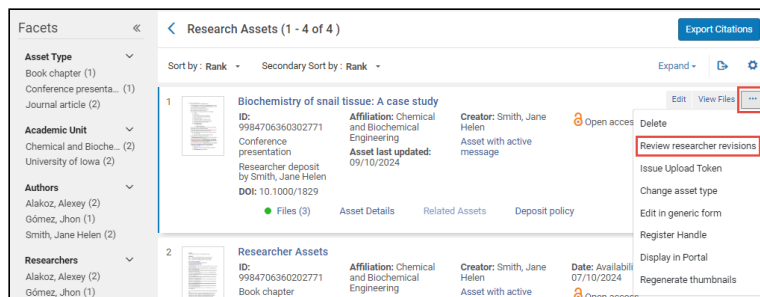 Facets «
Asset Type
Book chapter (1)
Conference presenta... (1)
Journal article (2)
Academic Unit
Chemical and Bioche... (2)
University of Iowa (2)
Authors
Alakoz, Alexey (2)
Gómez, Jhon (1)
Smith, Jane Helen (2)
Researchers
Alakoz, Alexey (2)
Gómez, Jhon (1)
Research Assets (1 - 4 of 4 )
Export Citations
Sort by : Rank
Secondary Sort by : Rank
Expand
1
Biochemistry of snail tissue: A case study
ID:
9984706360302771
Conference
presentation
Researcher deposit
by Smith, Jane Helen
DOI: 10.1000/1829
Affiliation: Chemical
and Biochemical
Engineering
Asset last updated:
09/10/2024
Creator: Smith, Jane
Helen
Asset with active
message
Open acces
Edit View Files ...
Files (3) Asset Details Related Assets Deposit policy
Delete
Review researcher revisions
Issue Upload Token
Change asset type
Edit in generic form
Register Handle
Display in Portal
Regenerate thumbnails
2
Researcher Assets
ID:
9984706360202771
Book chapter
Affiliation: Chemical
and Biochemical
Engineering
Creator: Smith, Jane
Helen
Asset with active
Date: Availabili
07/10/2024
Open access